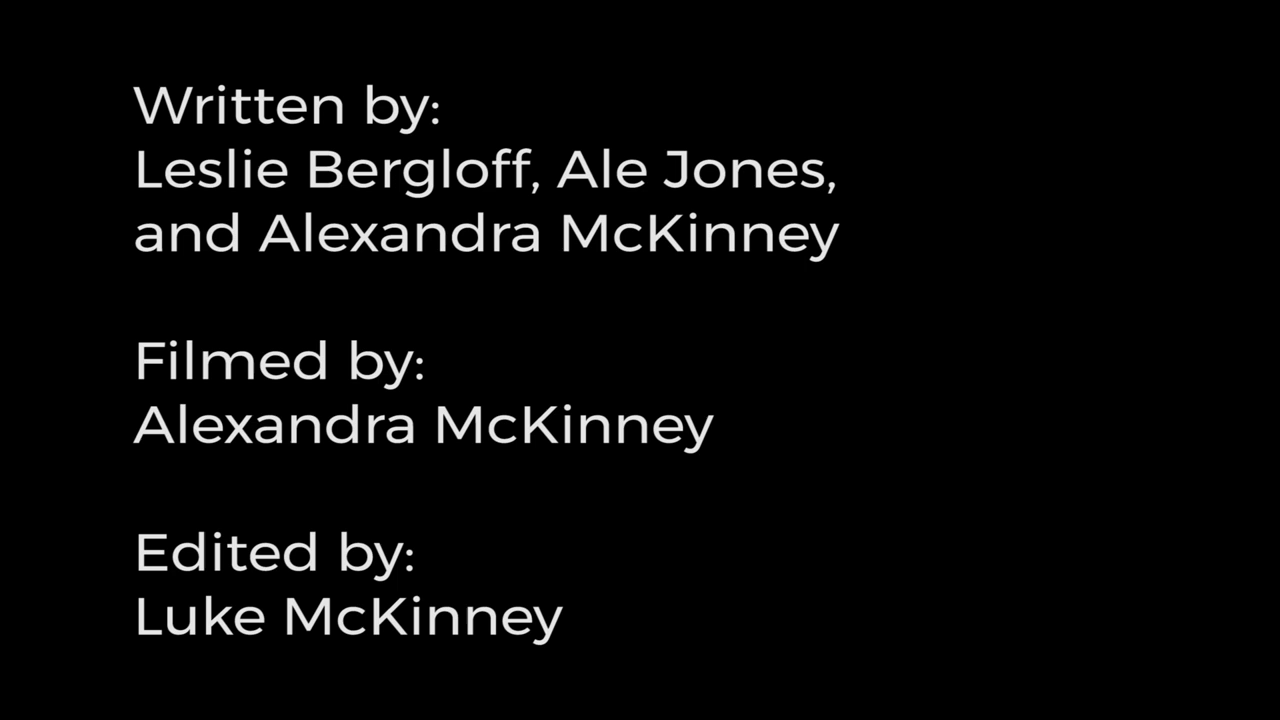 Written by:
Leslie Bergloff, Ale Jones,
and Alexandra McKinney
Filmed by:
Alexandra McKinney
Edited by:
Luke McKinney